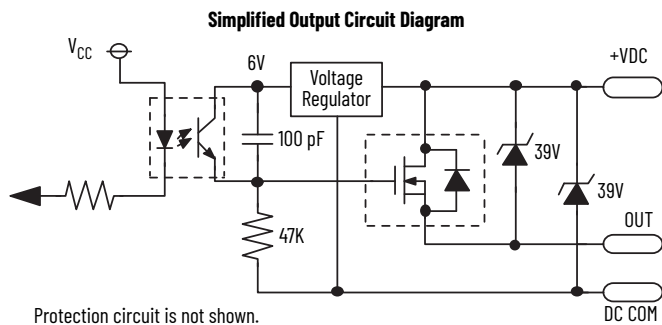 Simplified Output Circuit Diagram
V_CC
6V
Voltage
Regulator
+VDC
100 pF
39V
39V
47K
OUT
DC COM
Protection circuit is not shown.